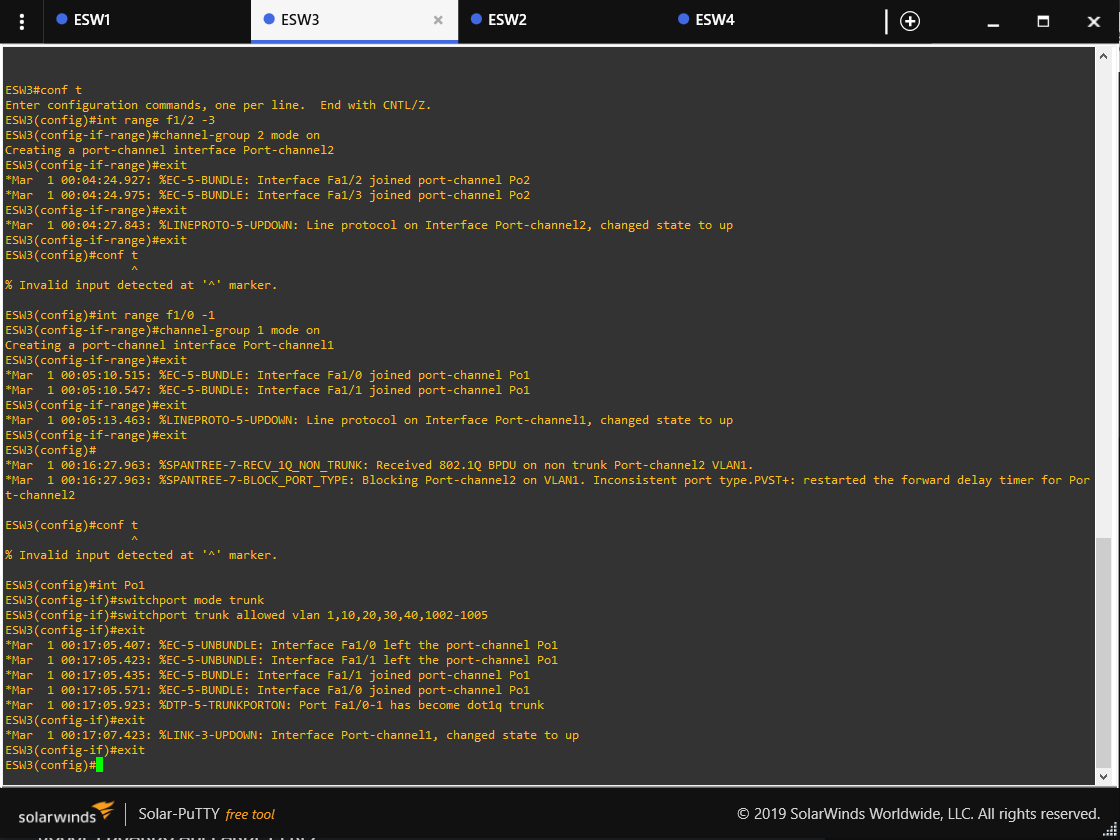 ESW1
ESW3
ESW2
ESW4
ESW3#conf t
Enter configuration commands, one per line.  End with CNTL/Z.
ESW3(config)#int range f1/2 -3
ESW3(config-if-range)#channel-group 2 mode on
Creating a port-channel interface Port-channel2
ESW3(config-if-range)#exit
*Mar  1 00:04:24.927: %EC-5-BUNDLE: Interface Fa1/2 joined port-channel Po2
*Mar  1 00:04:24.975: %EC-5-BUNDLE: Interface Fa1/3 joined port-channel Po2
ESW3(config-if-range)#exit
*Mar  1 00:04:27.843: %LINEPROTO-5-UPDOWN: Line protocol on Interface Port-channel2, changed state to up
ESW3(config-if-range)#exit
ESW3(config)#conf t
^
% Invalid input detected at '^' marker.
ESW3(config)#int range f1/0 -1
ESW3(config-if-range)#channel-group 1 mode on
Creating a port-channel interface Port-channel1
ESW3(config-if-range)#exit
*Mar  1 00:05:10.515: %EC-5-BUNDLE: Interface Fa1/0 joined port-channel Po1
*Mar  1 00:05:10.547: %EC-5-BUNDLE: Interface Fa1/1 joined port-channel Po1
ESW3(config-if-range)#exit
*Mar  1 00:05:13.463: %LINEPROTO-5-UPDOWN: Line protocol on Interface Port-channel1, changed state to up
ESW3(config-if-range)#exit
ESW3(config)#
*Mar  1 00:16:27.963: %SPANTREE-7-RECV_1Q_NON_TRUNK: Received 802.1Q BPDU on non trunk Port-channel2 VLAN1.
*Mar  1 00:16:27.963: %SPANTREE-7-BLOCK_PORT_TYPE: Blocking Port-channel2 on VLAN1. Inconsistent port type.PVST+: restarted the forward delay timer for Por
t-channel2
ESW3(config)#conf t
^
% Invalid input detected at '^' marker.
ESW3(config)#int Po1
ESW3(config-if)#switchport mode trunk
ESW3(config-if)#switchport trunk allowed vlan 1,10,20,30,40,1002-1005
ESW3(config-if)#exit
*Mar  1 00:17:05.407: %EC-5-UNBUNDLE: Interface Fa1/0 left the port-channel Po1
*Mar  1 00:17:05.423: %EC-5-UNBUNDLE: Interface Fa1/1 left the port-channel Po1
*Mar  1 00:17:05.435: %EC-5-BUNDLE: Interface Fa1/1 joined port-channel Po1
*Mar  1 00:17:05.571: %EC-5-BUNDLE: Interface Fa1/0 joined port-channel Po1
*Mar  1 00:17:05.923: %DTP-5-TRUNKPORTON: Port Fa1/0-1 has become dot1q trunk
ESW3(config-if)#exit
*Mar  1 00:17:07.423: %LINK-3-UPDOWN: Interface Port-channel1, changed state to up
ESW3(config-if)#exit
ESW3(config)#
solarwinds Solar-PuTTY free tool
© 2019 SolarWinds Worldwide, LLC. All rights reserved.